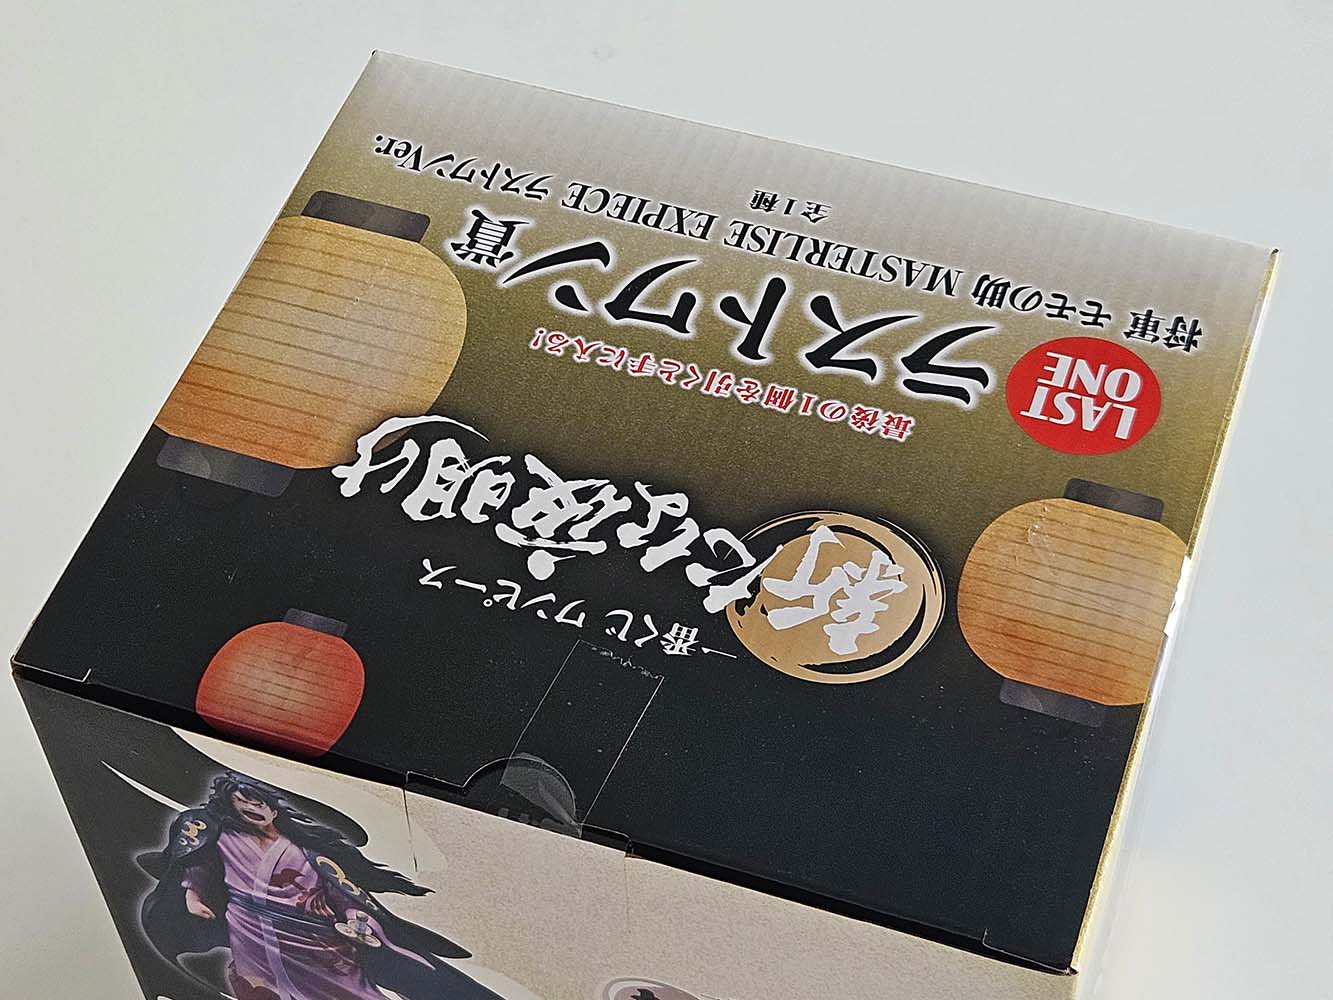 一番くじ ワンピース
新たな夜明け
最後の1個を引くと手に入る!
LAST
ONE
ラストワン賞
将軍 モモの助 MASTERLISE EXPIECE ラストワンVer.
全1種